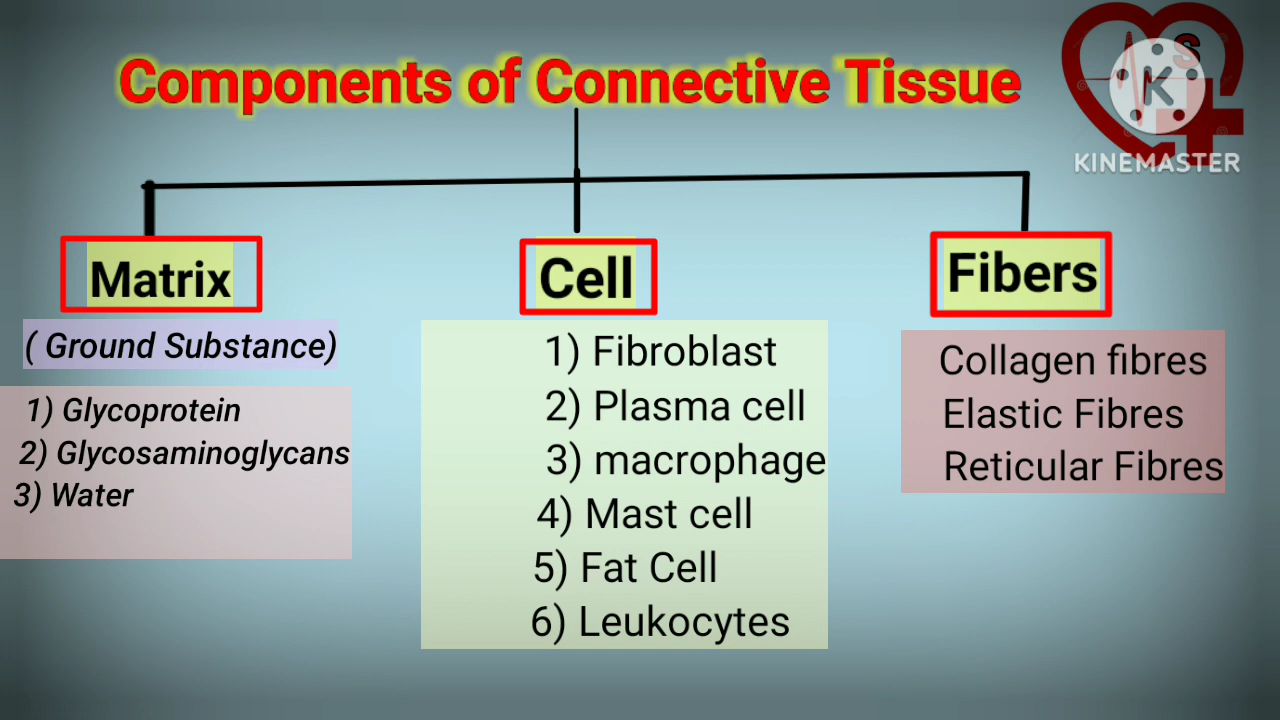 Components of Connective Tissue
S
K
KINEMASTER
Matrix
( Ground Substance)
1) Glycoprotein
2) Glycosaminoglycans
3) Water
Cell
1) Fibroblast
2) Plasma cell
3) macrophage
4) Mast cell
5) Fat Cell
6) Leukocytes
Fibers
Collagen fibres
Elastic Fibres
Reticular Fibres